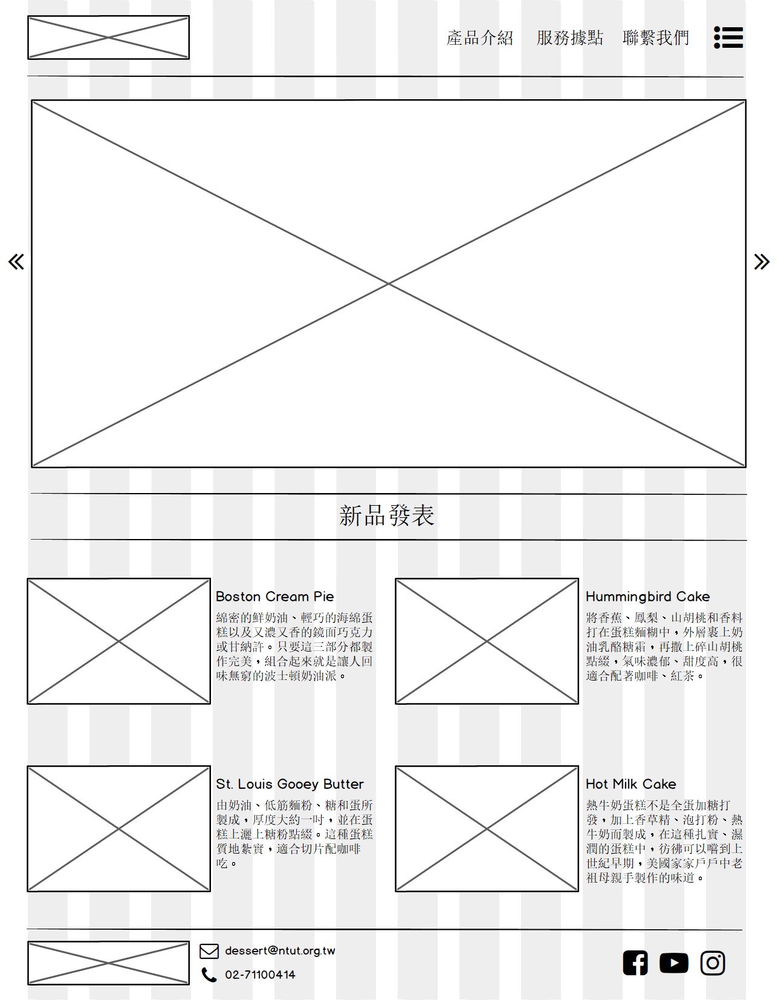 產品介紹
服務據點
聯繫我們
新品發表
Boston Cream Pie
綿密的鮮奶油、輕巧的海綿蛋
糕以及又濃又香的鏡面巧克力
或甘納許。只要這三部分都製
作完美，組合起來就是讓人回
味無窮的波士頓奶油派。
Hummingbird Cake
將香蕉、鳳梨、山胡桃和香料
打在蛋糕麵糊中，外層裹上奶
油乳酪糖霜，再撒上碎山胡桃
點綴，氣味濃郁、甜度高，很
適合配著咖啡、紅茶。
St. Louis Gooey Butter
由奶油、低筋麵粉、糖和蛋所
製成，厚度大約一吋，並在蛋
糕上灑上糖粉點綴。這種蛋糕
質地紮實，適合切片配咖啡
吃。
Hot Milk Cake
熱牛奶蛋糕不是全蛋加糖打
發，加上香草精、泡打粉、熱
牛奶而製成，在這種扎實、濕
潤的蛋糕中，彷彿可以嚐到上
世紀早期，美國家家戶戶中老
祖母親手製作的味道。
dessert@ntut.org.tw
02-71100414